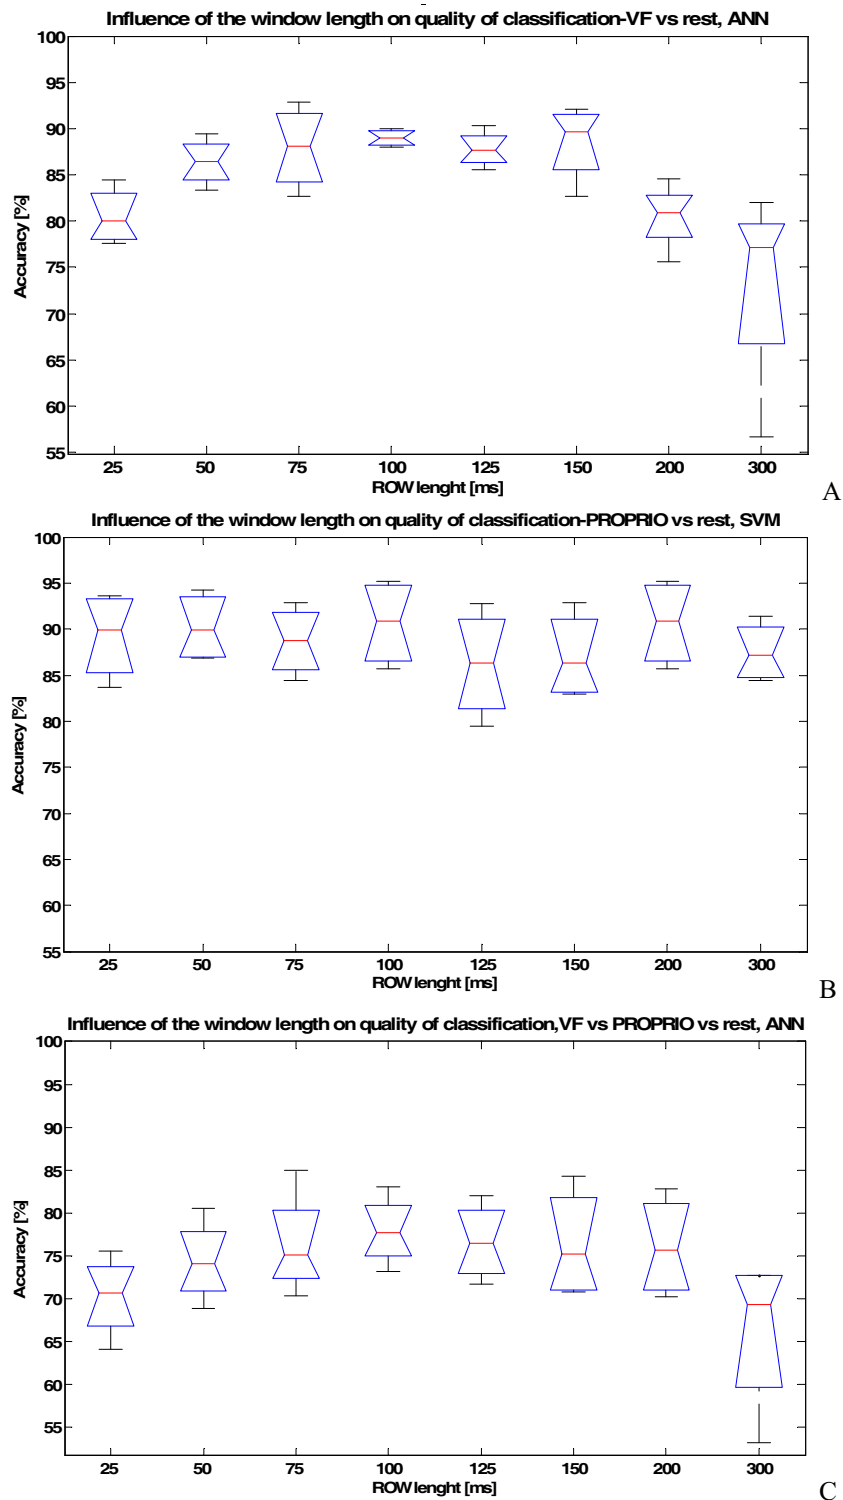 Influence of the window length on quality of classification-VF vs rest, ANN
100
95
90
85
80
75
70
65
60
55
Accuracy [%]
25 50 75 100 125 150 200 300
ROW lenght [ms]
A
Influence of the window length on quality of classification-PROPRIO vs rest, SVM
100
95
90
85
80
75
70
65
60
55
Accuracy [%]
25 50 75 100 125 150 200 300
ROW lenght [ms]
B
Influence of the window length on quality of classification,VF vs PROPRIO vs rest, ANN
100
95
90
85
80
75
70
65
60
55
Accuracy [%]
25 50 75 100 125 150 200 300
ROW lenght [ms]
C